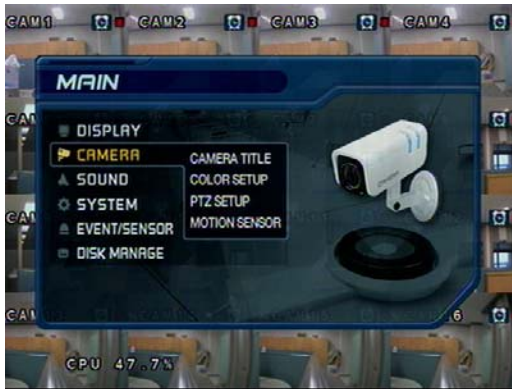 CAM1 CAM2 CAM3 CAM4
MAIN
DISPLAY
CAMERA
CAMERA TITLE
SOUND
COLOR SETUP
SYSTEM
PTZ SETUP
EVENT/SENSOR
MOTION SENSOR
DISK MANAGE
6
CPU 47.7%